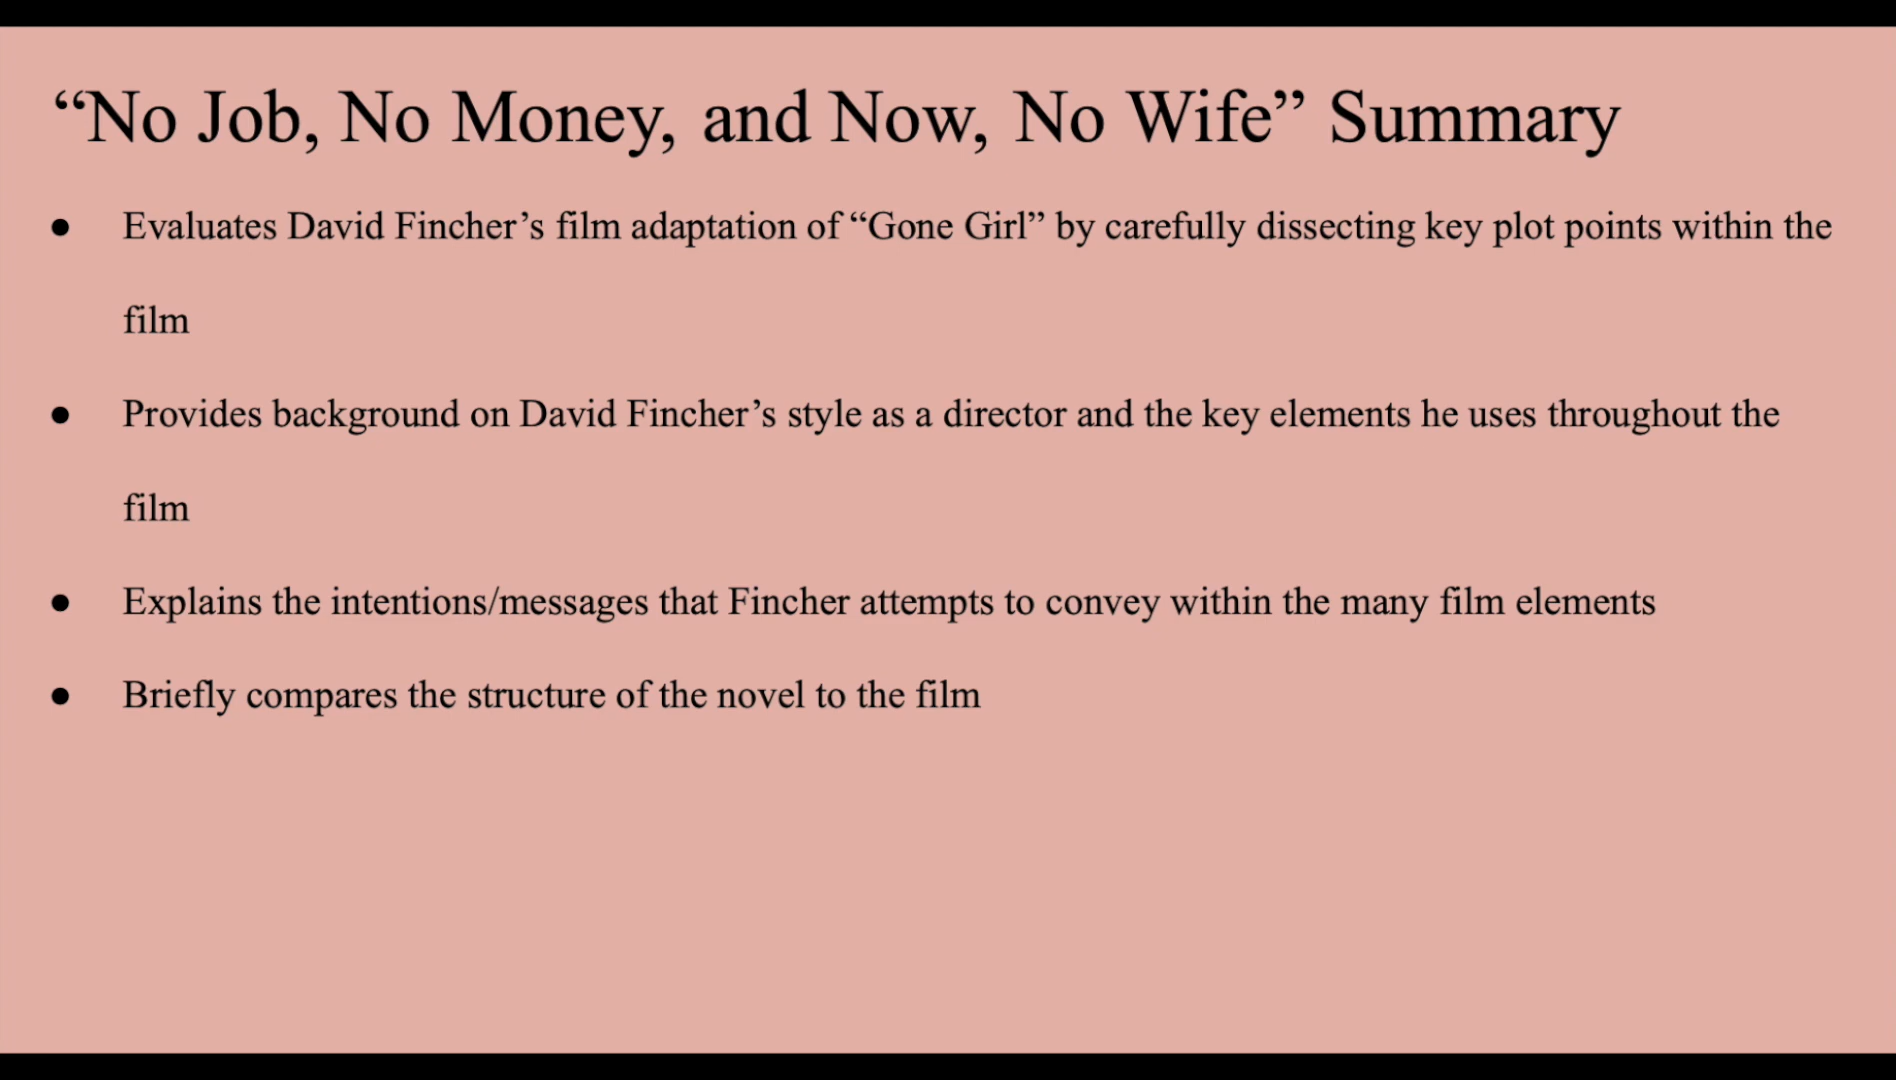 “No Job, No Money, and Now, No Wife” Summary
● Evaluates David Fincher’s film adaptation of “Gone Girl” by carefully dissecting key plot points within the
film
● Provides background on David Fincher’s style as a director and the key elements he uses throughout the
film
● Explains the intentions/messages that Fincher attempts to convey within the many film elements
● Briefly compares the structure of the novel to the film